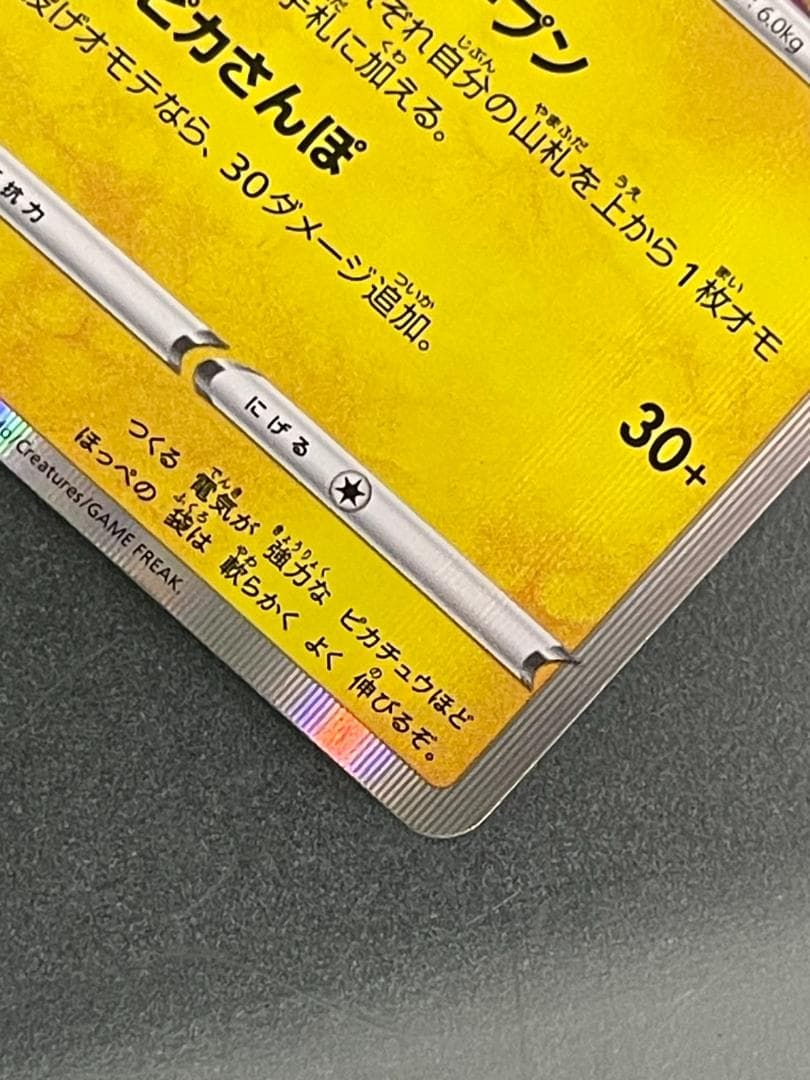 : 6.0kg
プン
れぞれ自分の山札を上から1枚オモ
手札に加える。
ピカさんぽ
30+
投げオモテなら、30ダメージ追加。
抗力
にげる
つくる 電気が 強力な ピカチュウほど
ほっぺの 袋は 軟らかく よく 伸びるぞ。
Creatures/GAME FREAK.